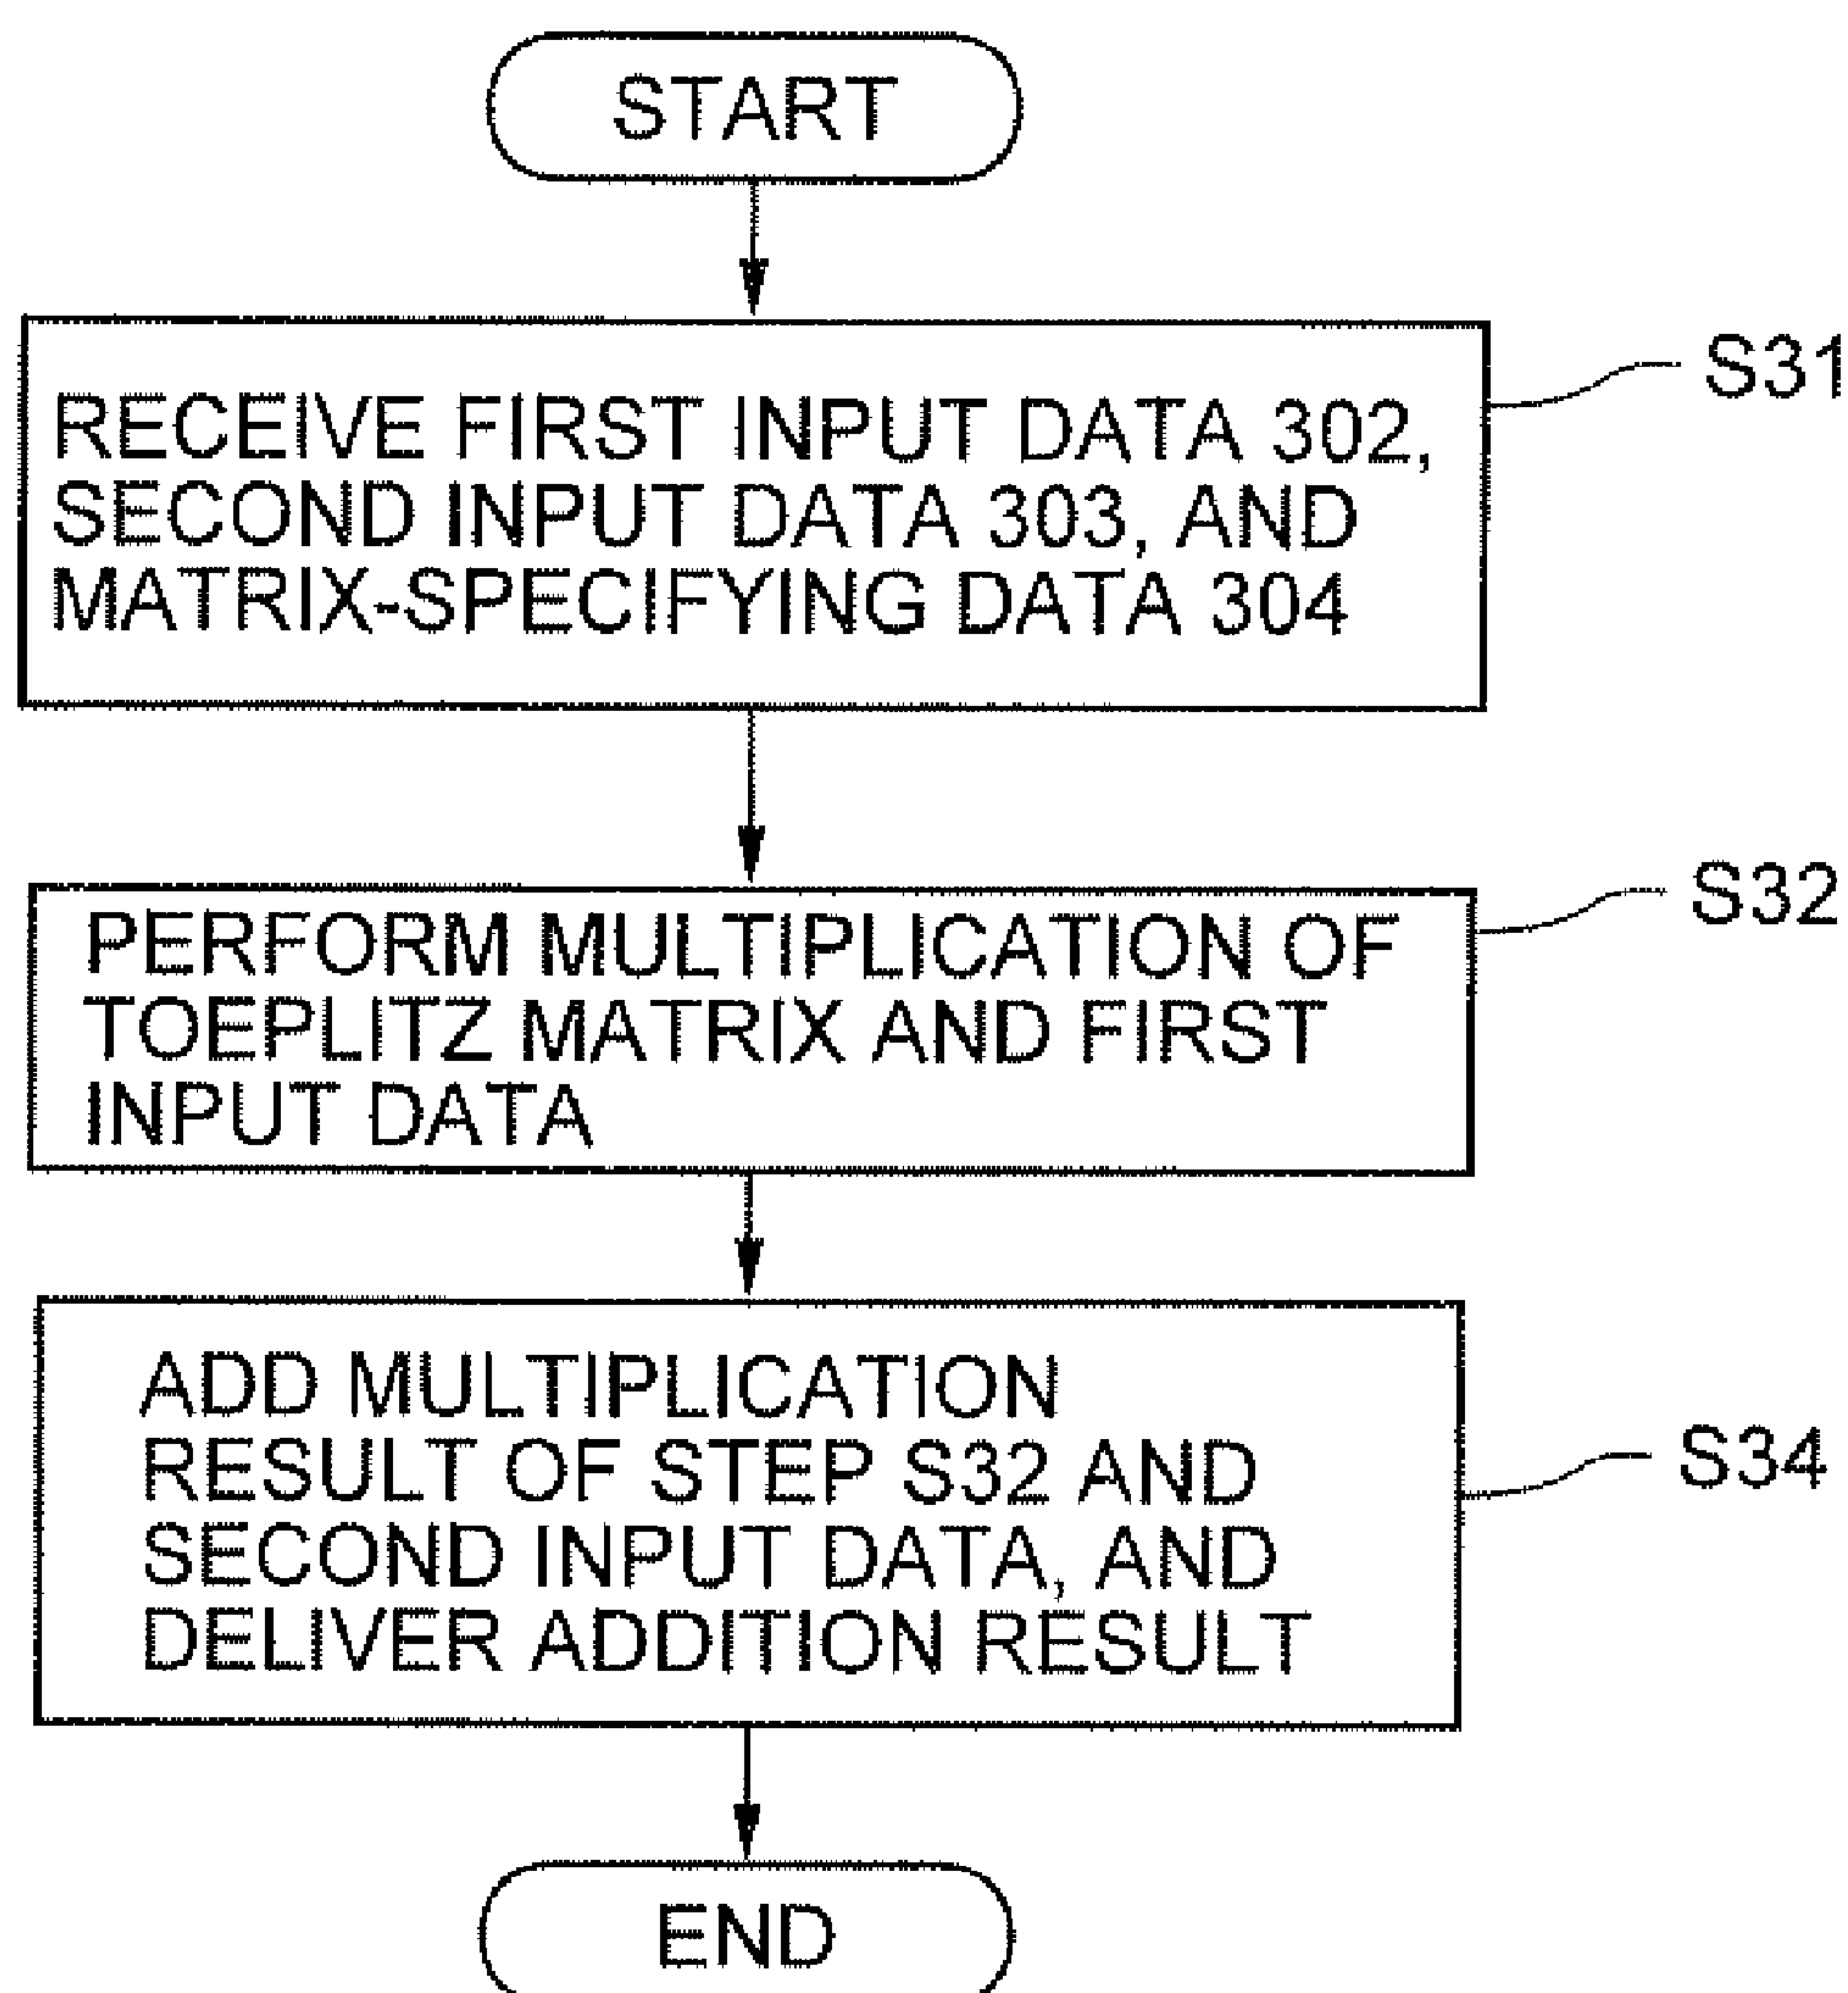 START
RECEIVE FIRST INPUT DATA 302,
SECOND INPUT DATA 303, AND
MATRIX-SPECIFYING DATA 304
S31
PERFORM MULTIPLICATION OF
TOEPLITZ MATRIX AND FIRST
INPUT DATA
S32
ADD MULTIPLICATION
RESULT OF STEP S32 AND
SECOND INPUT DATA, AND
DELIVER ADDITION RESULT
S34
END